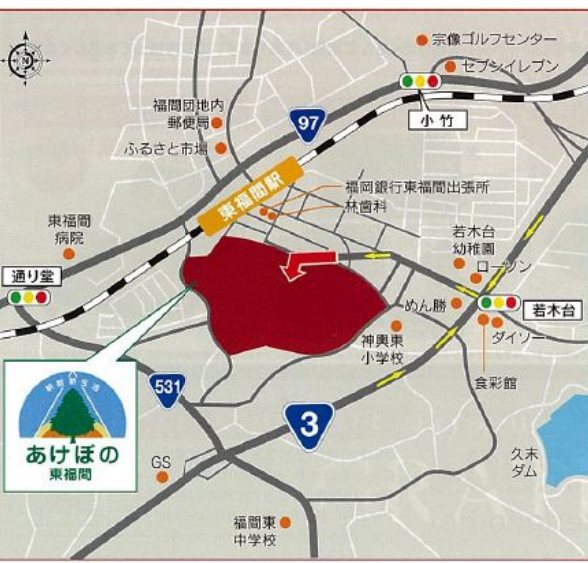 N
宗像ゴルフセンター
セブンイレブン
小竹
福間団地内
郵便局
ふるさと市場
97
東福間駅
福岡銀行東福間出張所
林歯科
東福間
病院
若木台
幼稚園
ローソン
通り堂
めん勝
若木台
ダイソー
神興東
小学校
食彩館
531
3
あけぼの
東福間
GS
久末
ダム
福間東
中学校